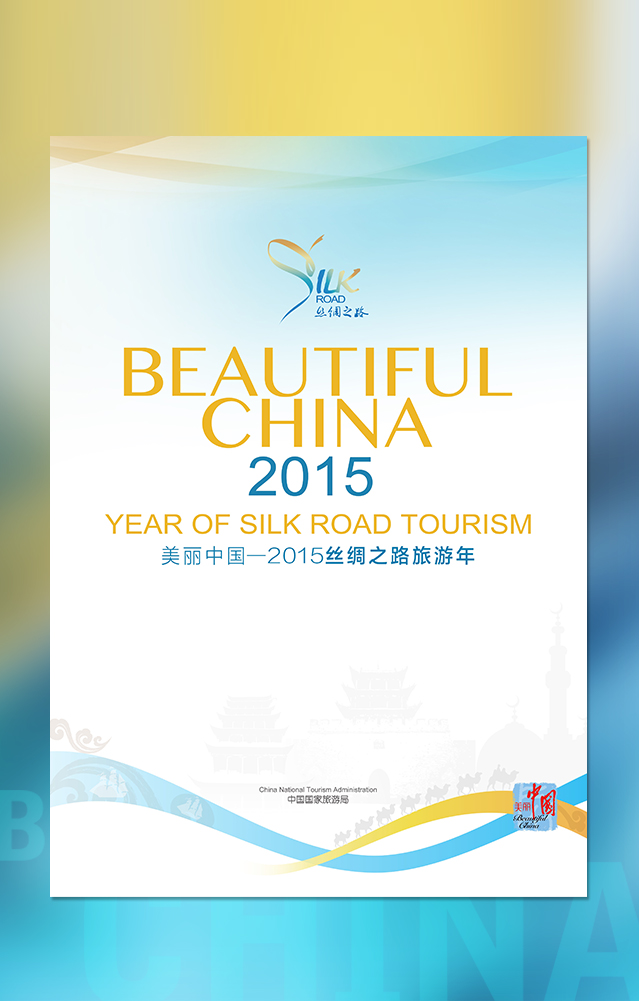 SILK
ROAD
丝绸之路
BEAUTIFUL
CHINA
2015
YEAR OF SILK ROAD TOURISM
美丽中国—2015丝绸之路旅游年
China National Tourism Administration
中国国家旅游局
美丽中国
Beautiful
China
B
CHINA